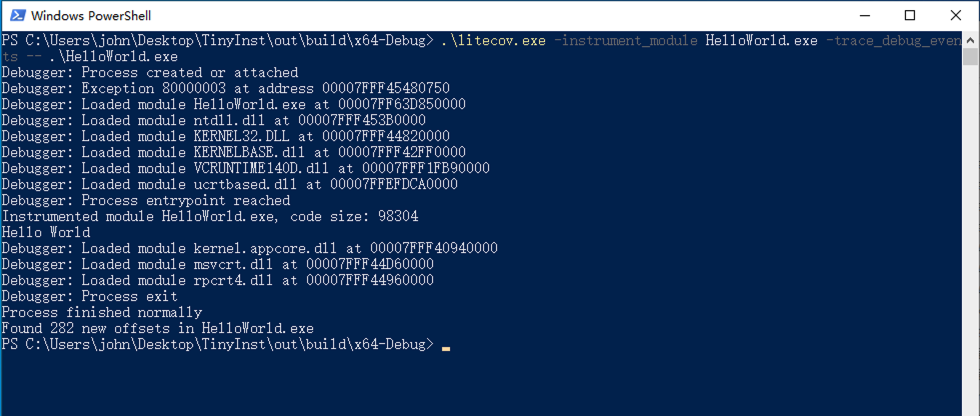 Windows PowerShell
PS C:\Users\john\Desktop\TinyInst\out\build\x64-Debug> .\litecov.exe -instrument_module HelloWorld.exe -trace_debug_even
ts -- .\HelloWorld.exe
Debugger: Process created or attached
Debugger: Exception 80000003 at address 00007FFF45480750
Debugger: Loaded module HelloWorld.exe at 00007FF63D850000
Debugger: Loaded module ntdll.dll at 00007FFF453B0000
Debugger: Loaded module KERNEL32.DLL at 00007FFF44820000
Debugger: Loaded module KERNELBASE.dll at 00007FFF42FF0000
Debugger: Loaded module VCRUNTIME140D.dll at 00007FFF1FB90000
Debugger: Loaded module ucrtbased.dll at 00007FFEFDCA0000
Debugger: Process entrypoint reached
Instrumented module HelloWorld.exe, code size: 98304
Hello World
Debugger: Loaded module kernel.appcore.dll at 00007FFF40940000
Debugger: Loaded module msvcrt.dll at 00007FFF44D60000
Debugger: Loaded module rpcrt4.dll at 00007FFF44960000
Debugger: Process exit
Process finished normally
Found 282 new offsets in HelloWorld.exe
PS C:\Users\john\Desktop\TinyInst\out\build\x64-Debug>